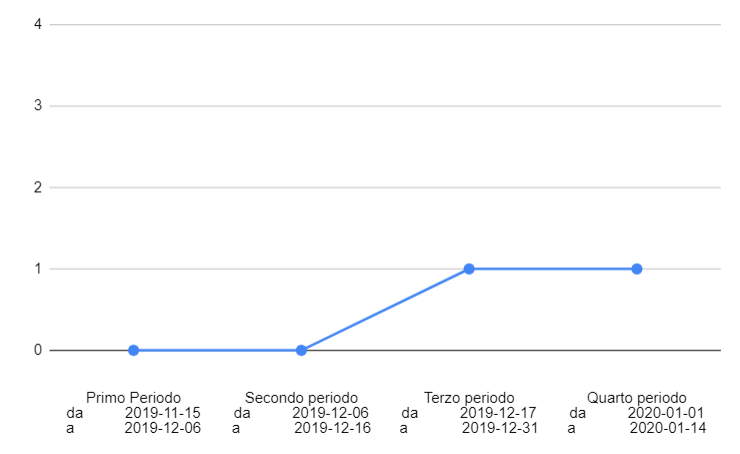 4
3
2
1
0
Primo Periodo Secondo periodo Terzo periodo Quarto periodo
da 2019-11-15 da 2019-12-06 da 2019-12-17 da 2020-01-01
a 2019-12-06 a 2019-12-16 a 2019-12-31 a 2020-01-14